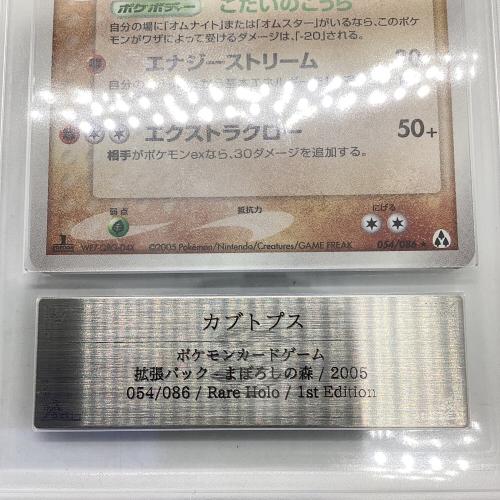 ポケボディー こだいのこうら
自分の場に「オムナイト」または「オムスター」がいるなら、このポケ
モンがワザによって受けるダメージは、「-20」される。
エナジーストリーム 20
自分の
エクストラクロー 50+
相手がポケモンexなら、30ダメージを追加する。
弱点 抵抗力 にげる
1 EDITION ©2005 Pokémon/Nintendo/Creatures/GAME FREAK 054/086 ★
カブトプス
ポケモンカードゲーム
拡張パック まぼろしの森 / 2005
054/086 / Rare Holo / 1st Edition